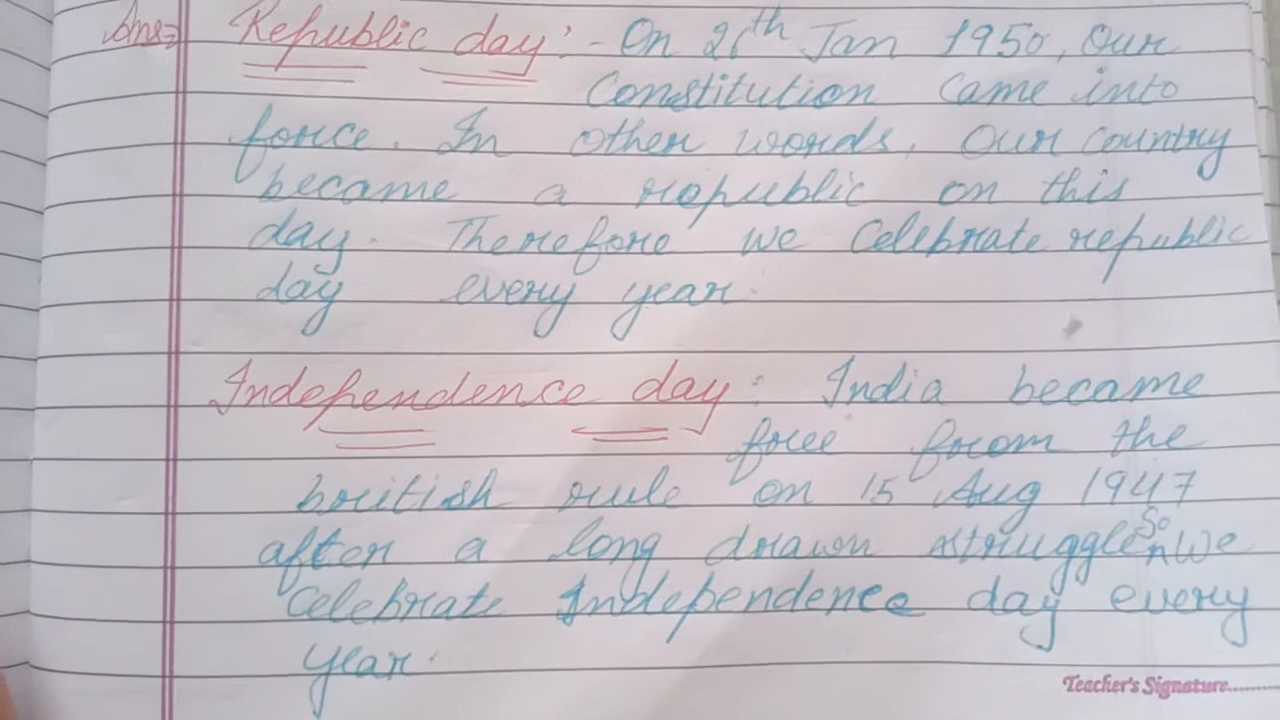 Ans⇒ Republic day :- On 26th Jan 1950, Our
Constitution Came into
force. In other words, Our Country
became a republic on this
day. Therefore we Celebrate republic
day every year.
Independence day : India became
free from the
british rule on 15 Aug 1947
after a long drawn struggle So We
Celebrate Independence day every
year.
Teacher's Signature..........